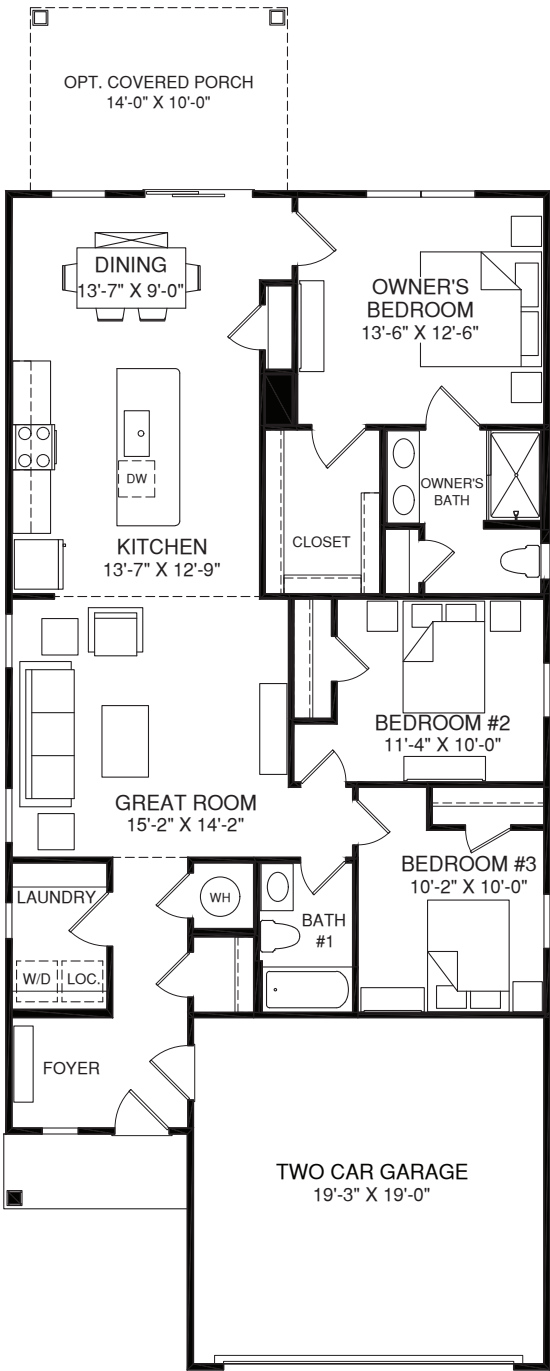 OPT. COVERED PORCH
14'-0" X 10'-0"
DINING
13'-7" X 9'-0"
OWNER'S
BEDROOM
13'-6" X 12'-6"
DW
OWNER'S
BATH
CLOSET
KITCHEN
13'-7" X 12'-9"
BEDROOM #2
11'-4" X 10'-0"
GREAT ROOM
15'-2" X 14'-2"
BEDROOM #3
10'-2" X 10'-0"
LAUNDRY
WH
BATH
#1
W/D
LOC.
FOYER
TWO CAR GARAGE
19'-3" X 19'-0"